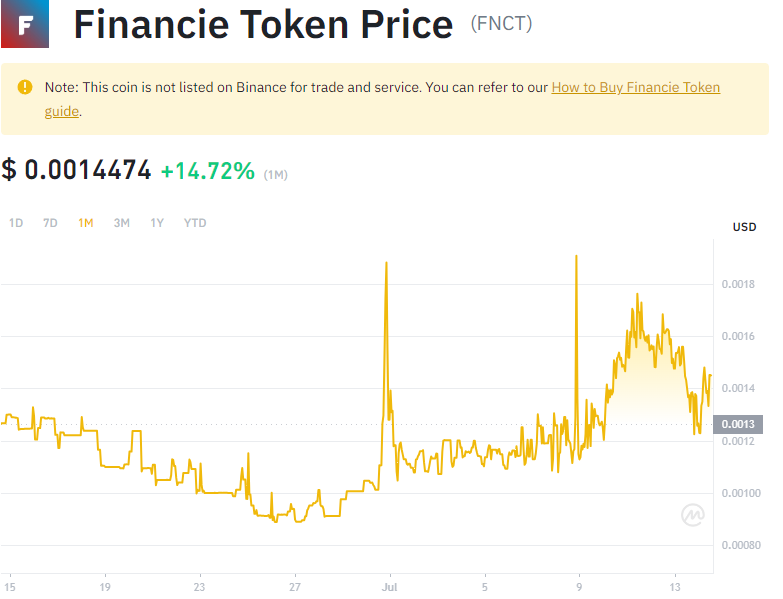 F
Financie Token Price (FNCT)
Note: This coin is not listed on Binance for trade and service. You can refer to our How to Buy Financie Token
guide.
$ 0.0014474 +14.72% (1M)
1D 7D 1M 3M 1Y YTD
USD
0.0018
0.0016
0.0014
0.0013
0.0012
0.00100
0.00080
15 19 23 27 Jul 5 9 13